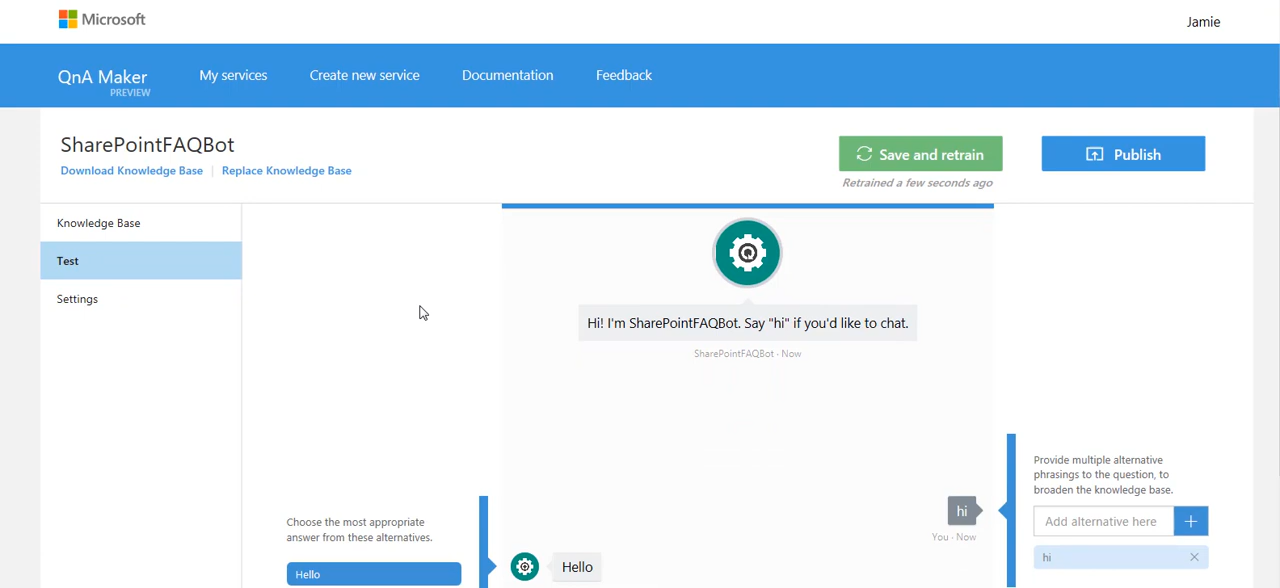 Microsoft
Jamie
QnA Maker
PREVIEW
My services
Create new service
Documentation
Feedback
SharePointFAQBot
Download Knowledge Base | Replace Knowledge Base
Save and retrain
Retrained a few seconds ago
Publish
Knowledge Base
Test
Settings
Hi! I'm SharePointFAQBot. Say "hi" if you'd like to chat.
SharePointFAQBot · Now
hi
You · Now
Provide multiple alternative
phrasings to the question, to
broaden the knowledge base.
Add alternative here
hi
Choose the most appropriate
answer from these alternatives.
Hello
Hello